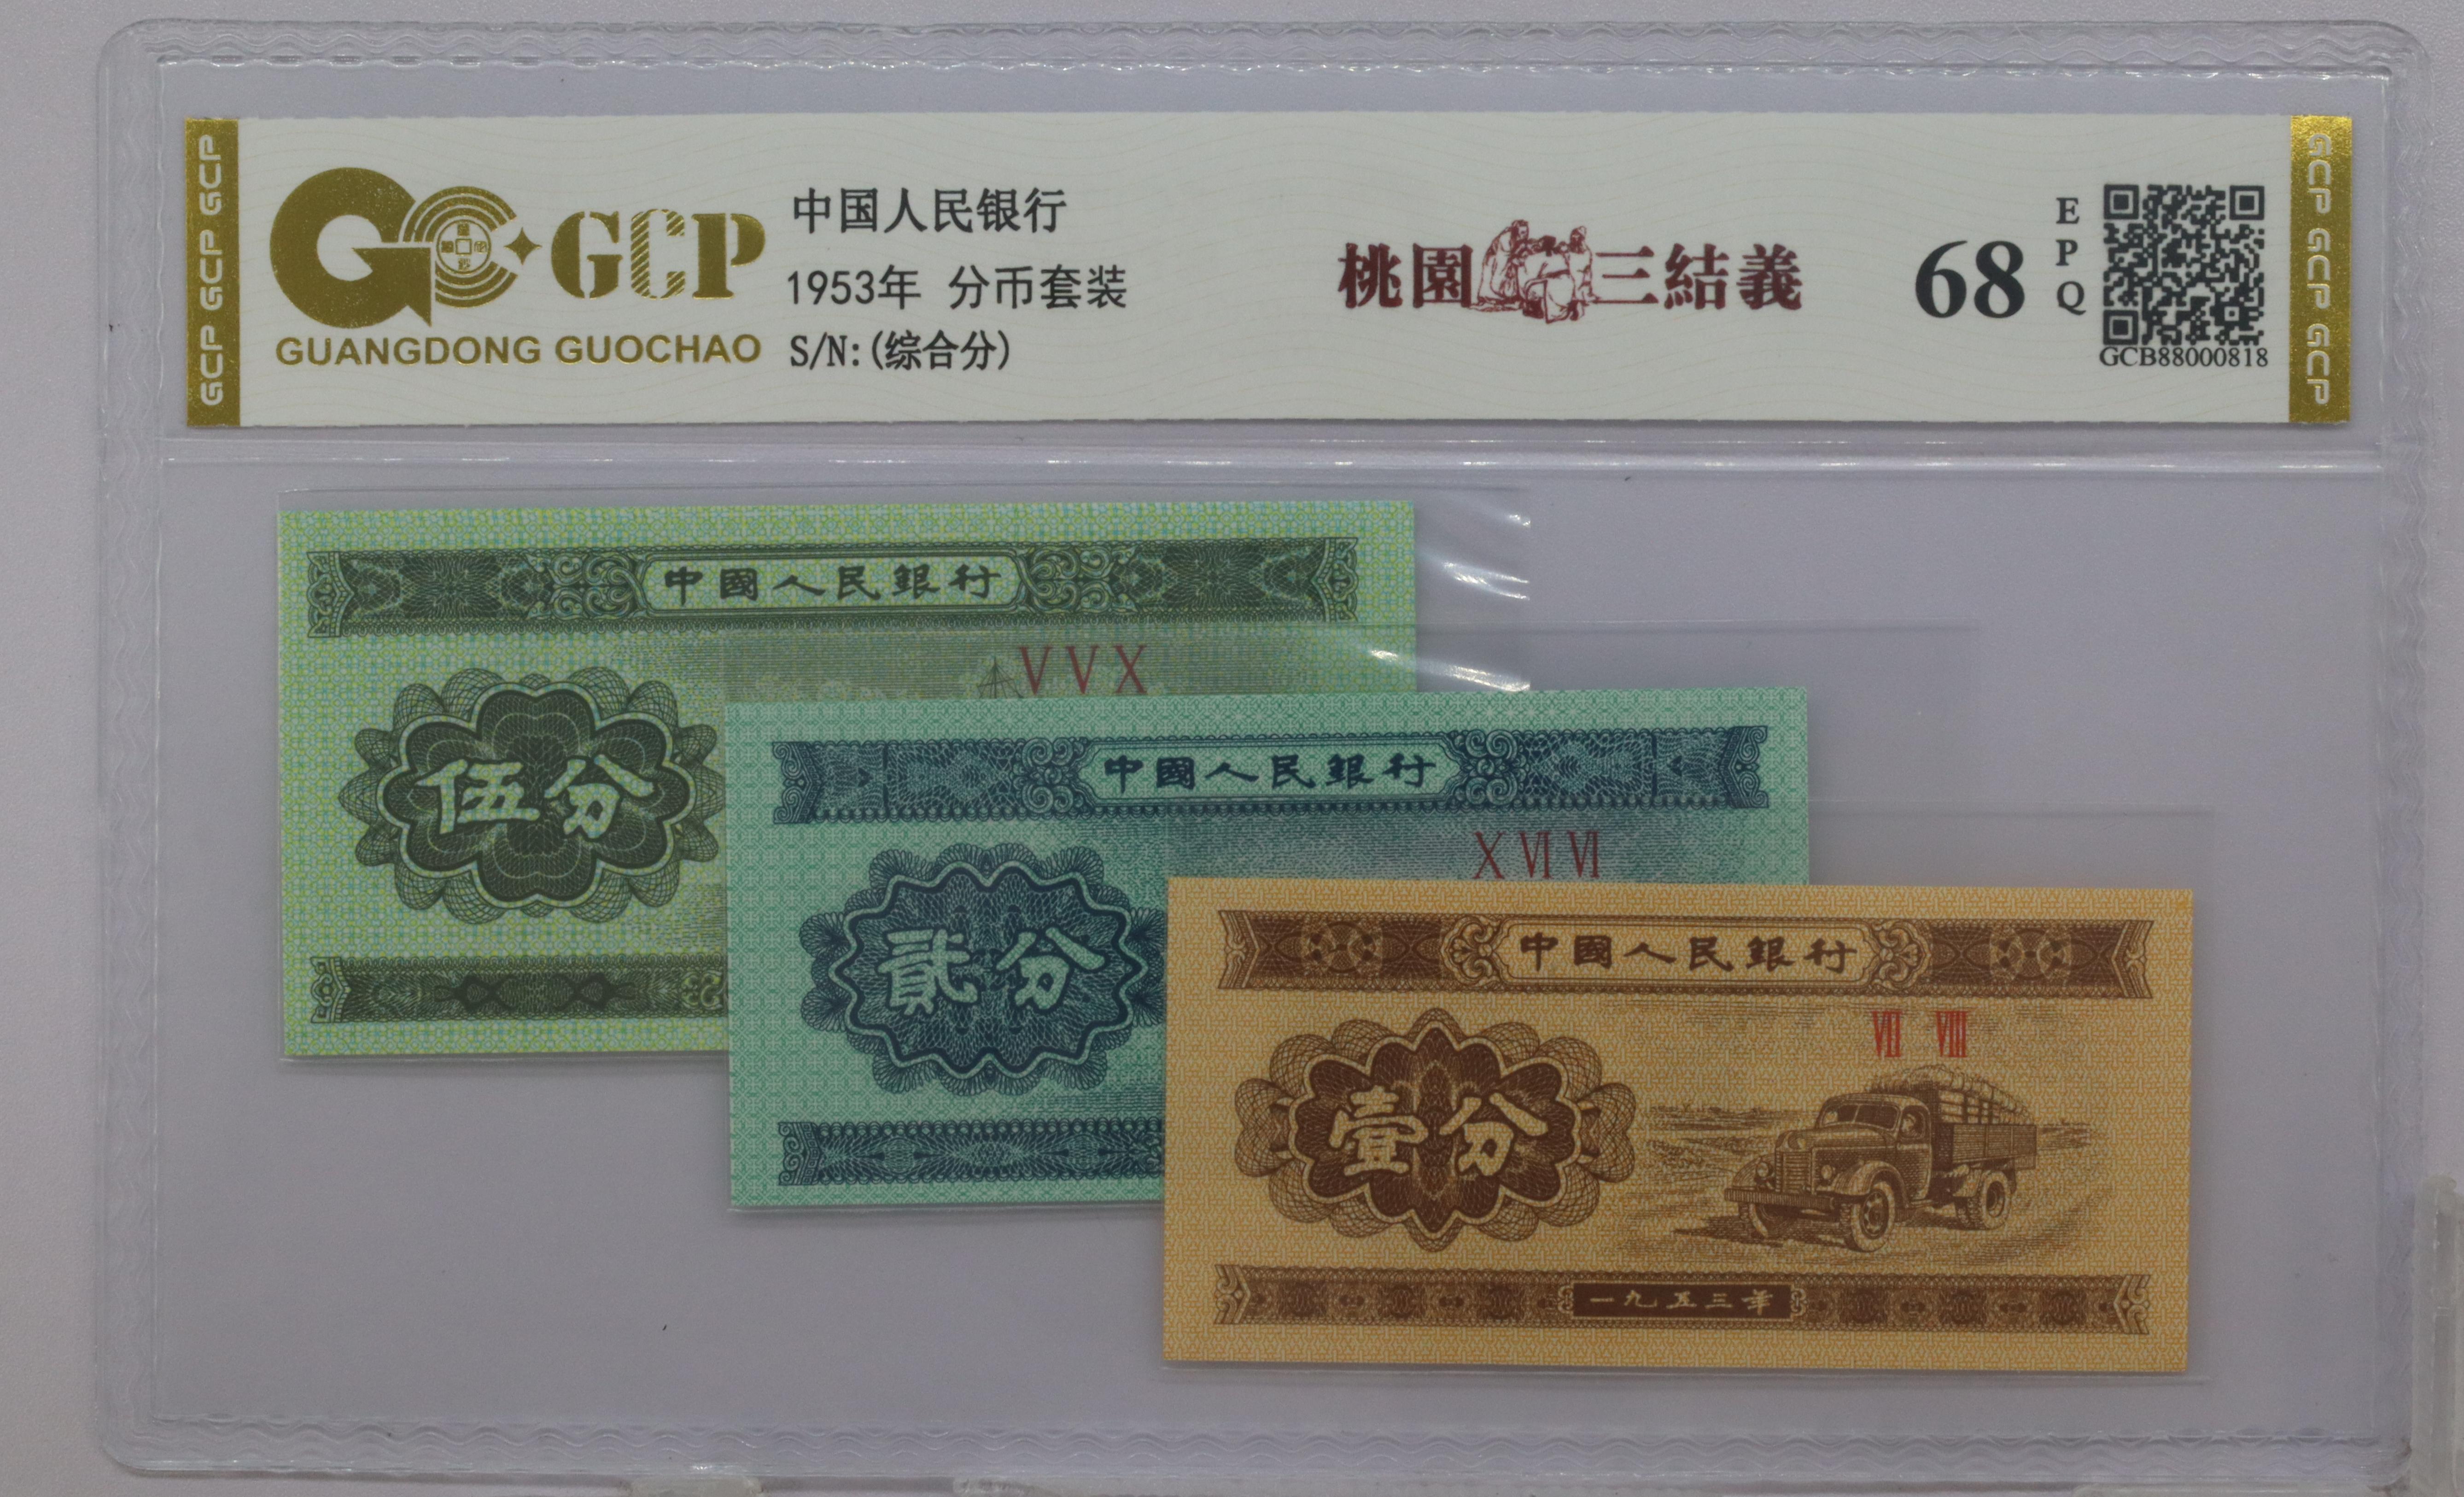 GCP GCP GCP
GCP
GUANGDONG GUOCHAO
中国人民银行
1953年 分币套装
S/N:(综合分)
桃園三結義
68
EPQ
GCB88000818
GCP GCP GCP
中國人民銀行
VVX
伍分
中國人民銀行
X VI VI
貳分
中國人民銀行
VII VIII
壹分
一九五三年